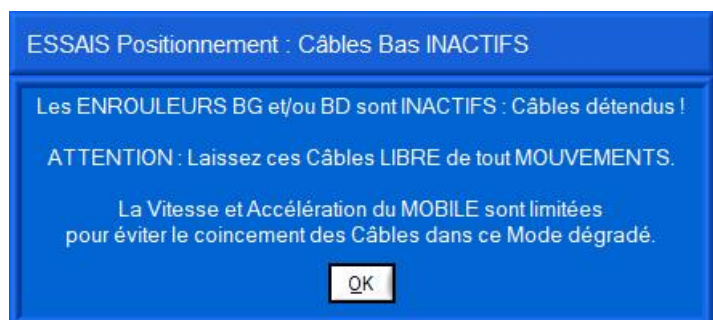 ESSAIS Positionnement : Câbles Bas INACTIFS
Les ENROULEURS BG et/ou BD sont INACTIFS : Câbles détendus !
ATTENTION : Laissez ces Câbles LIBRE de tout MOUVEMENTS.
La Vitesse et Accélération du MOBILE sont limitées
pour éviter le coincement des Câbles dans ce Mode dégradé.
OK